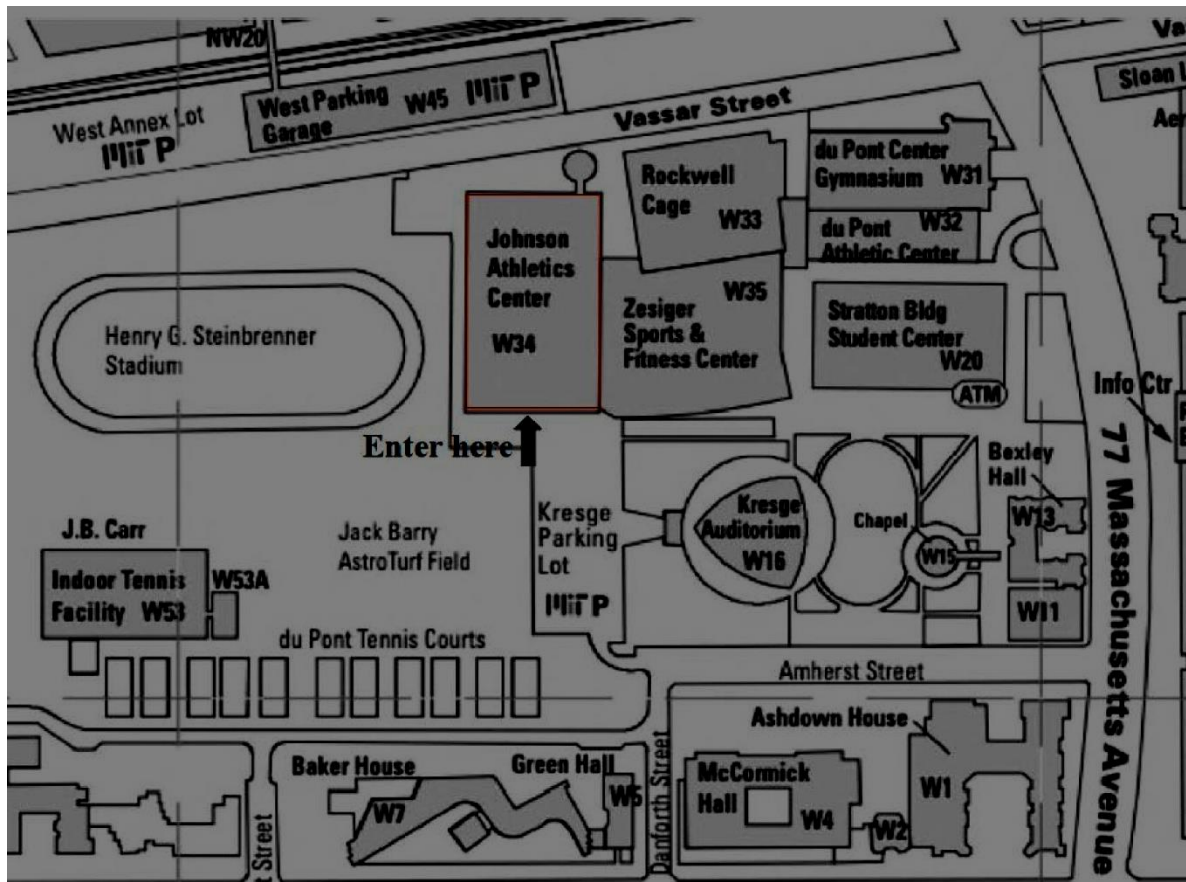 NW20
Va
Sloan
West Parking
Garage
W45
MIT P
West Annex Lot
MIT P
Vassar Street
du Pont Center
Gymnasium
W31
Rockwell
Cage
W33
W32
du Pont
Athletic Center
Johnson
Athletics
Center
W34
W35
Zesiger
Sports &
Fitness Center
Stratton Bldg
Student Center
W20
ATM
Henry G. Steinbrenner
Stadium
Info Ctr
Enter here
77 Massachusetts Avenue
Bexley
Hall
W13
Kresge
Auditorium
W16
Chapel
W15
W11
Kresge
Parking
Lot
MIT P
J.B. Carr
Indoor Tennis
Facility W53
W53A
Jack Barry
AstroTurf Field
du Pont Tennis Courts
Amherst Street
Ashdown House
W1
Baker House
W7
Green Hall
W5
Danforth Street
McCormick
Hall
W4
W2
t Street